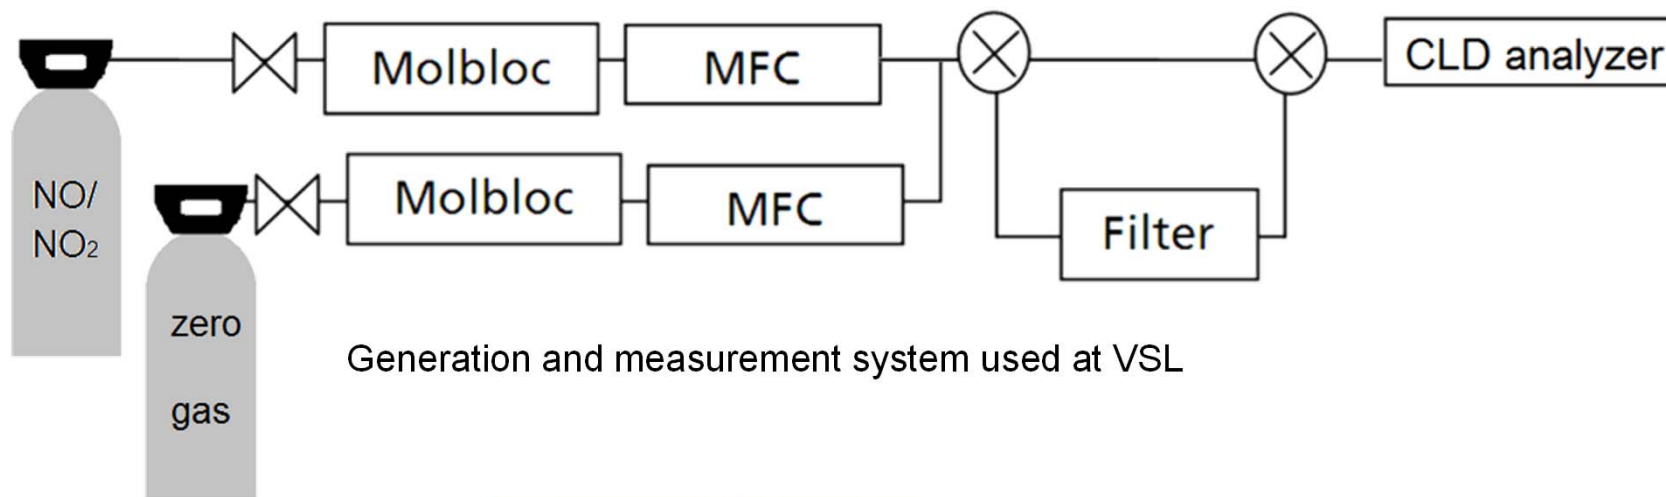 Molbloc
MFC
CLD analyzer
NO/
NO₂
Molbloc
MFC
Filter
zero
gas
Generation and measurement system used at VSL